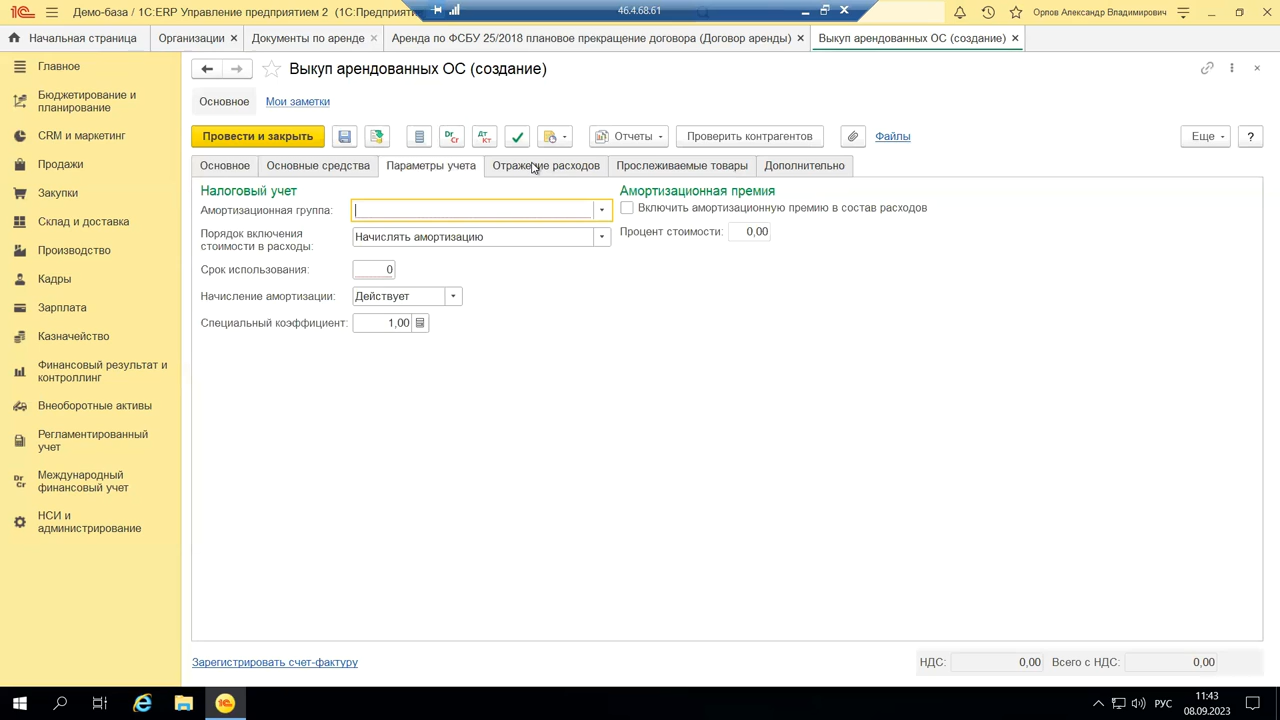 Демо-база / 1С:ERP Управление предприятием 2 (1С:Предприяти
46.4.68.61
Орлов Александр Владимирович
Начальная страница
Организации ×
Документы по аренде ×
Аренда по ФСБУ 25/2018 плановое прекращение договора (Договор аренды) ×
Выкуп арендованных ОС (создание) ×
Главное
Бюджетирование и
планирование
CRM и маркетинг
Продажи
Закупки
Склад и доставка
Производство
Кадры
Зарплата
Казначейство
Финансовый результат и
контроллинг
Внеоборотные активы
Регламентированный
учет
Международный
финансовый учет
НСИ и
администрирование
Выкуп арендованных ОС (создание)
Основное
Мои заметки
Провести и закрыть
Dr
Cr
Дт
Кт
Отчеты
Проверить контрагентов
Файлы
Еще
?
Основное
Основные средства
Параметры учета
Отражение расходов
Прослеживаемые товары
Дополнительно
Налоговый учет
Амортизационная группа:
Порядок включения
стоимости в расходы:
Начислять амортизацию
Срок использования:
0
Начисление амортизации:
Действует
Специальный коэффициент:
1,00
Амортизационная премия
Включить амортизационную премию в состав расходов
Процент стоимости:
0,00
Зарегистрировать счет-фактуру
НДС:
0,00
Всего с НДС:
0,00
РУС
11:43
08.09.2023